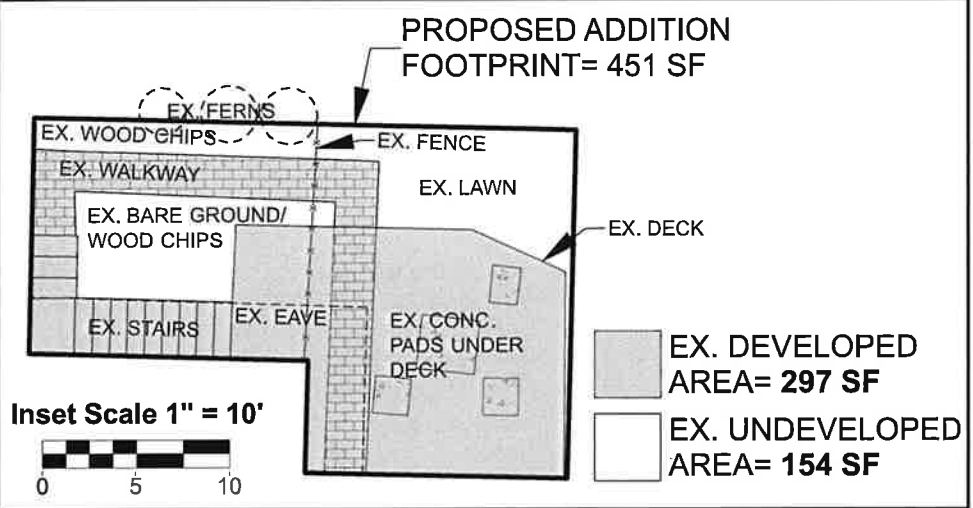 PROPOSED ADDITION
FOOTPRINT= 451 SF
EX. FERNS
EX. WOOD CHIPS
EX. FENCE
EX. WALKWAY
EX. LAWN
EX. BARE GROUND/
WOOD CHIPS
EX. DECK
EX. STAIRS
EX. EAVE
EX. CONC.
PADS UNDER
DECK
EX. DEVELOPED
AREA= 297 SF
EX. UNDEVELOPED
AREA= 154 SF
Inset Scale 1" = 10'
0 5 10